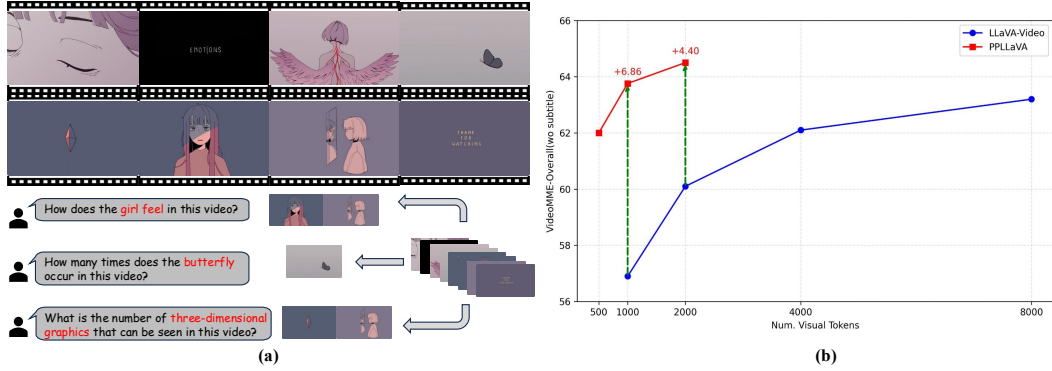 EMOTIONS
THANK
FOR
WATCHING
How does the girl feel in this video?
How many times does the butterfly
occur in this video?
What is the number of three-dimensional
graphics that can be seen in this video?
(a)
66
64
62
60
58
56
VideoMME-Overall(wo subtitle)
+6.86
+4.40
LLaVA-Video
PPLLaVA
500 1000 2000 4000 8000
Num. Visual Tokens
(b)